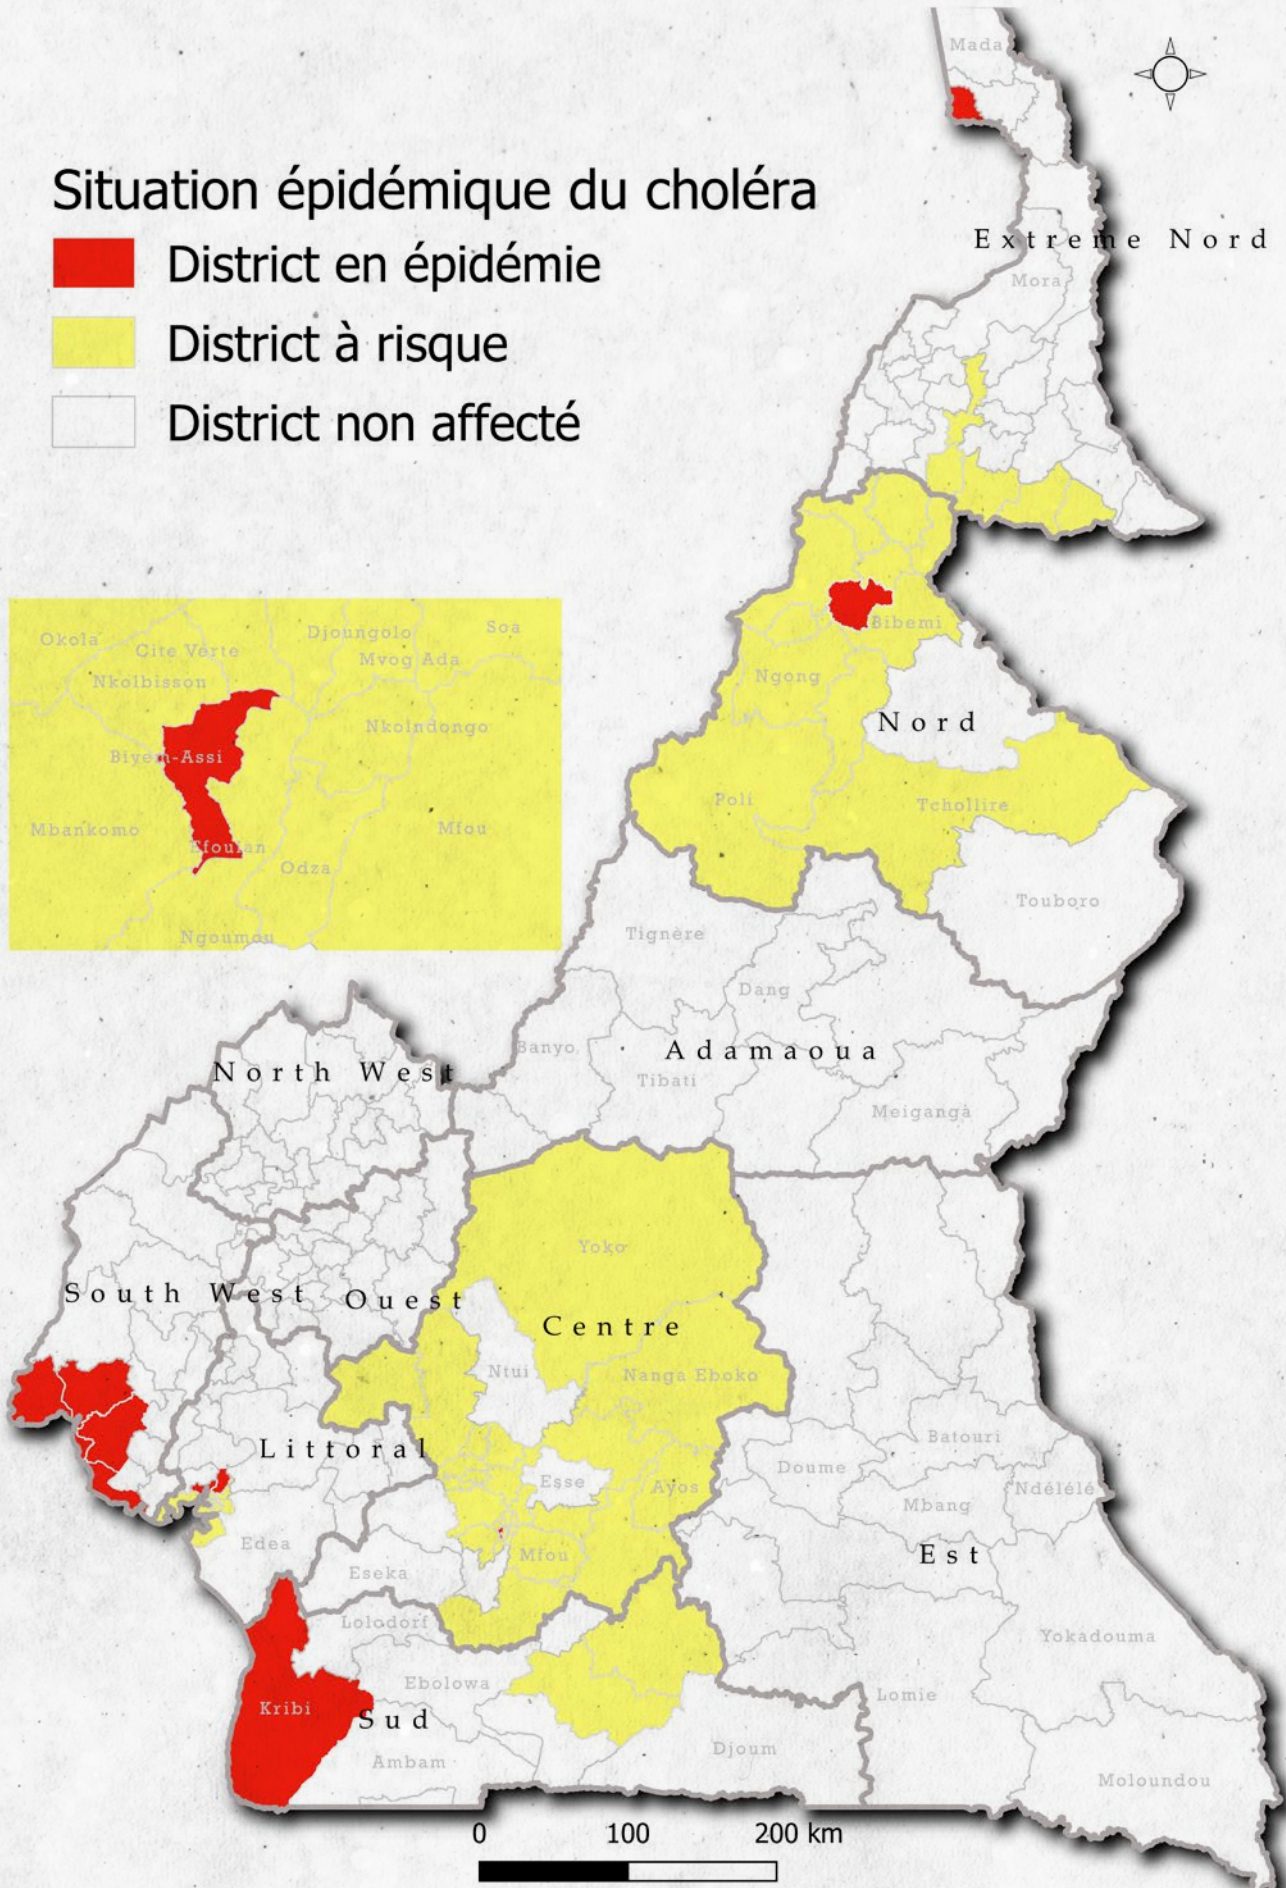 Mada
Situation épidémique du choléra
District en épidémie
District à risque
District non affecté
Extreme Nord
Mora
Bibemi
Ngong
Nord
Poli
Tchollire
Touboro
Okola
Cite Verte
Djoungolo
Soa
Mvog Ada
Nkolbisson
Nkolndongo
Biyem-Assi
Mbankomo
Efoulan
Mfou
Odza
Ngoumou
Tignère
Dang
Banyo
Adamaoua
Tibati
Meiganga
North West
Yoko
South West
Ouest
Centre
Ntui
Nanga Eboko
Littoral
Batouri
Doume
Esse
Ayos
Ndélélé
Mbang
Edea
Mfou
Est
Eseka
Lolodorf
Yokadouma
Ebolowa
Lomie
Kribi
Sud
Ambam
Djoum
Moloundou
0 100 200 km